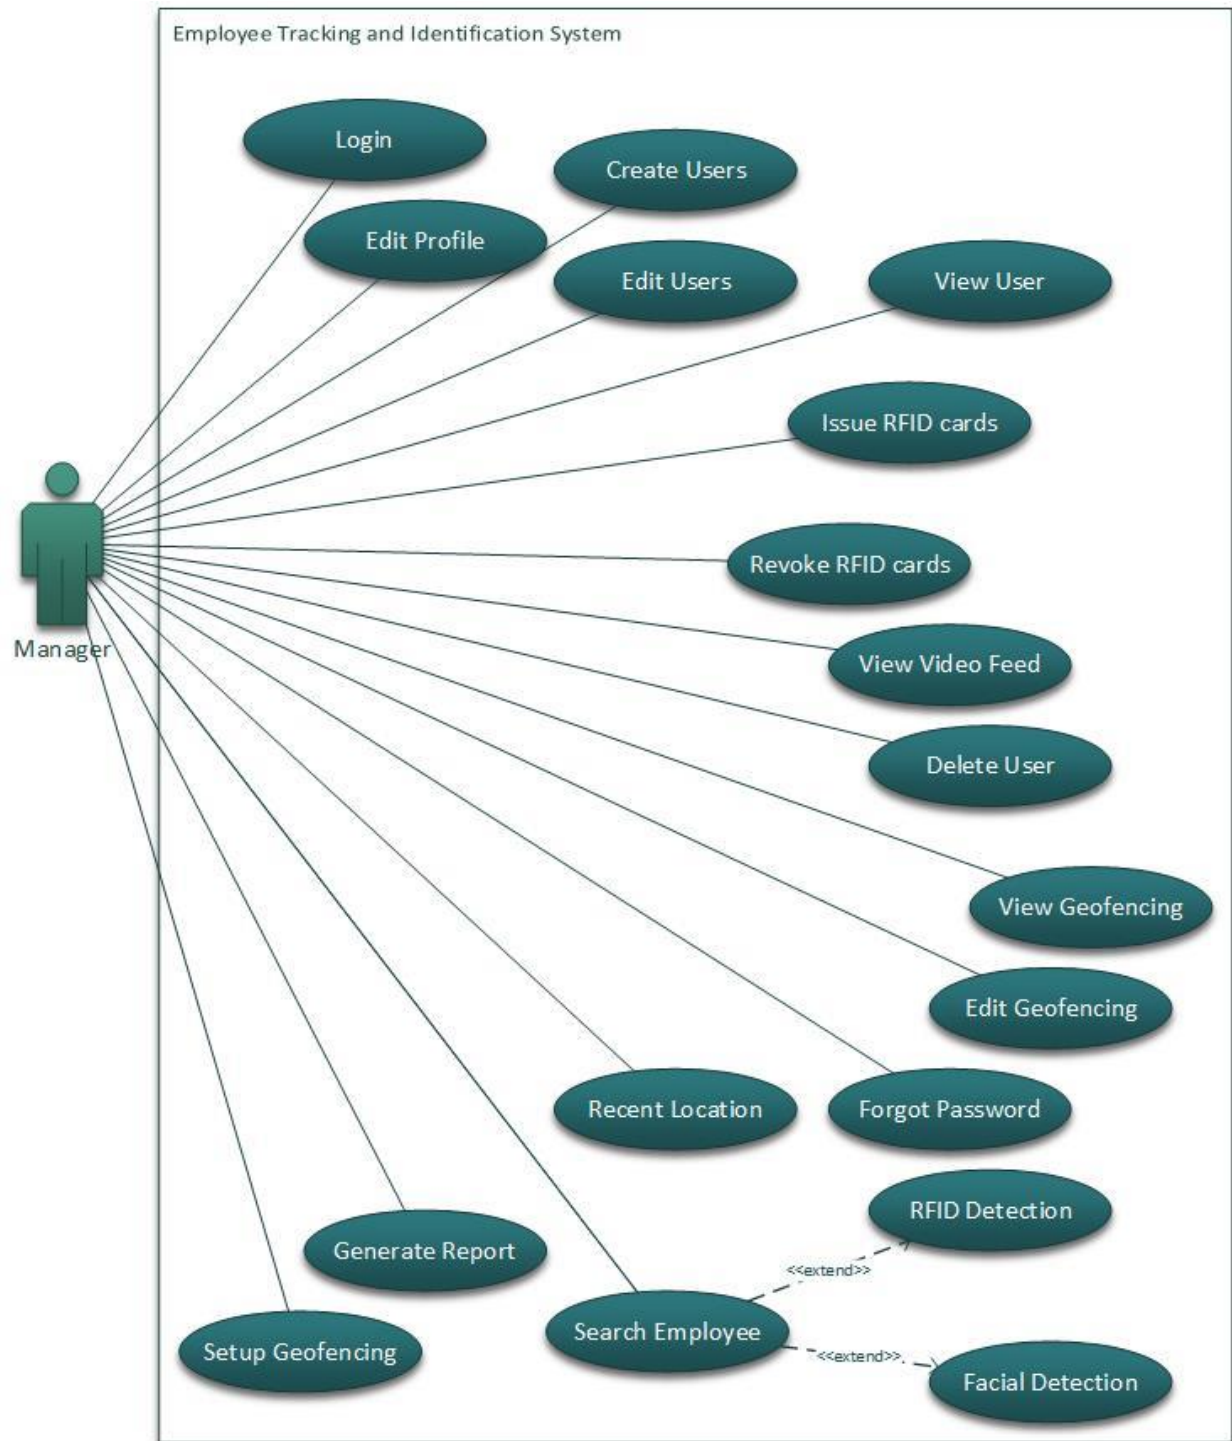 Employee Tracking and Identification System
Login
Create Users
Edit Profile
Edit Users
View User
Issue RFID cards
Revoke RFID cards
Manager
View Video Feed
Delete User
View Geofencing
Edit Geofencing
Recent Location
Forgot Password
RFID Detection
Generate Report
<<extend>>
Search Employee
Setup Geofencing
<<extend>>
Facial Detection